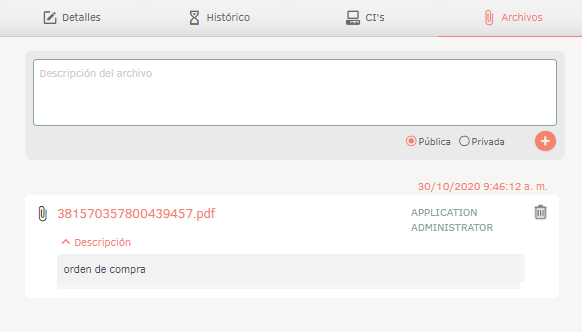 Detalles
Histórico
CI's
Archivos
Descripción del archivo
Pública
Privada
30/10/2020 9:46:12 a. m.
381570357800439457.pdf
APPLICATION
ADMINISTRATOR
Descripción
orden de compra